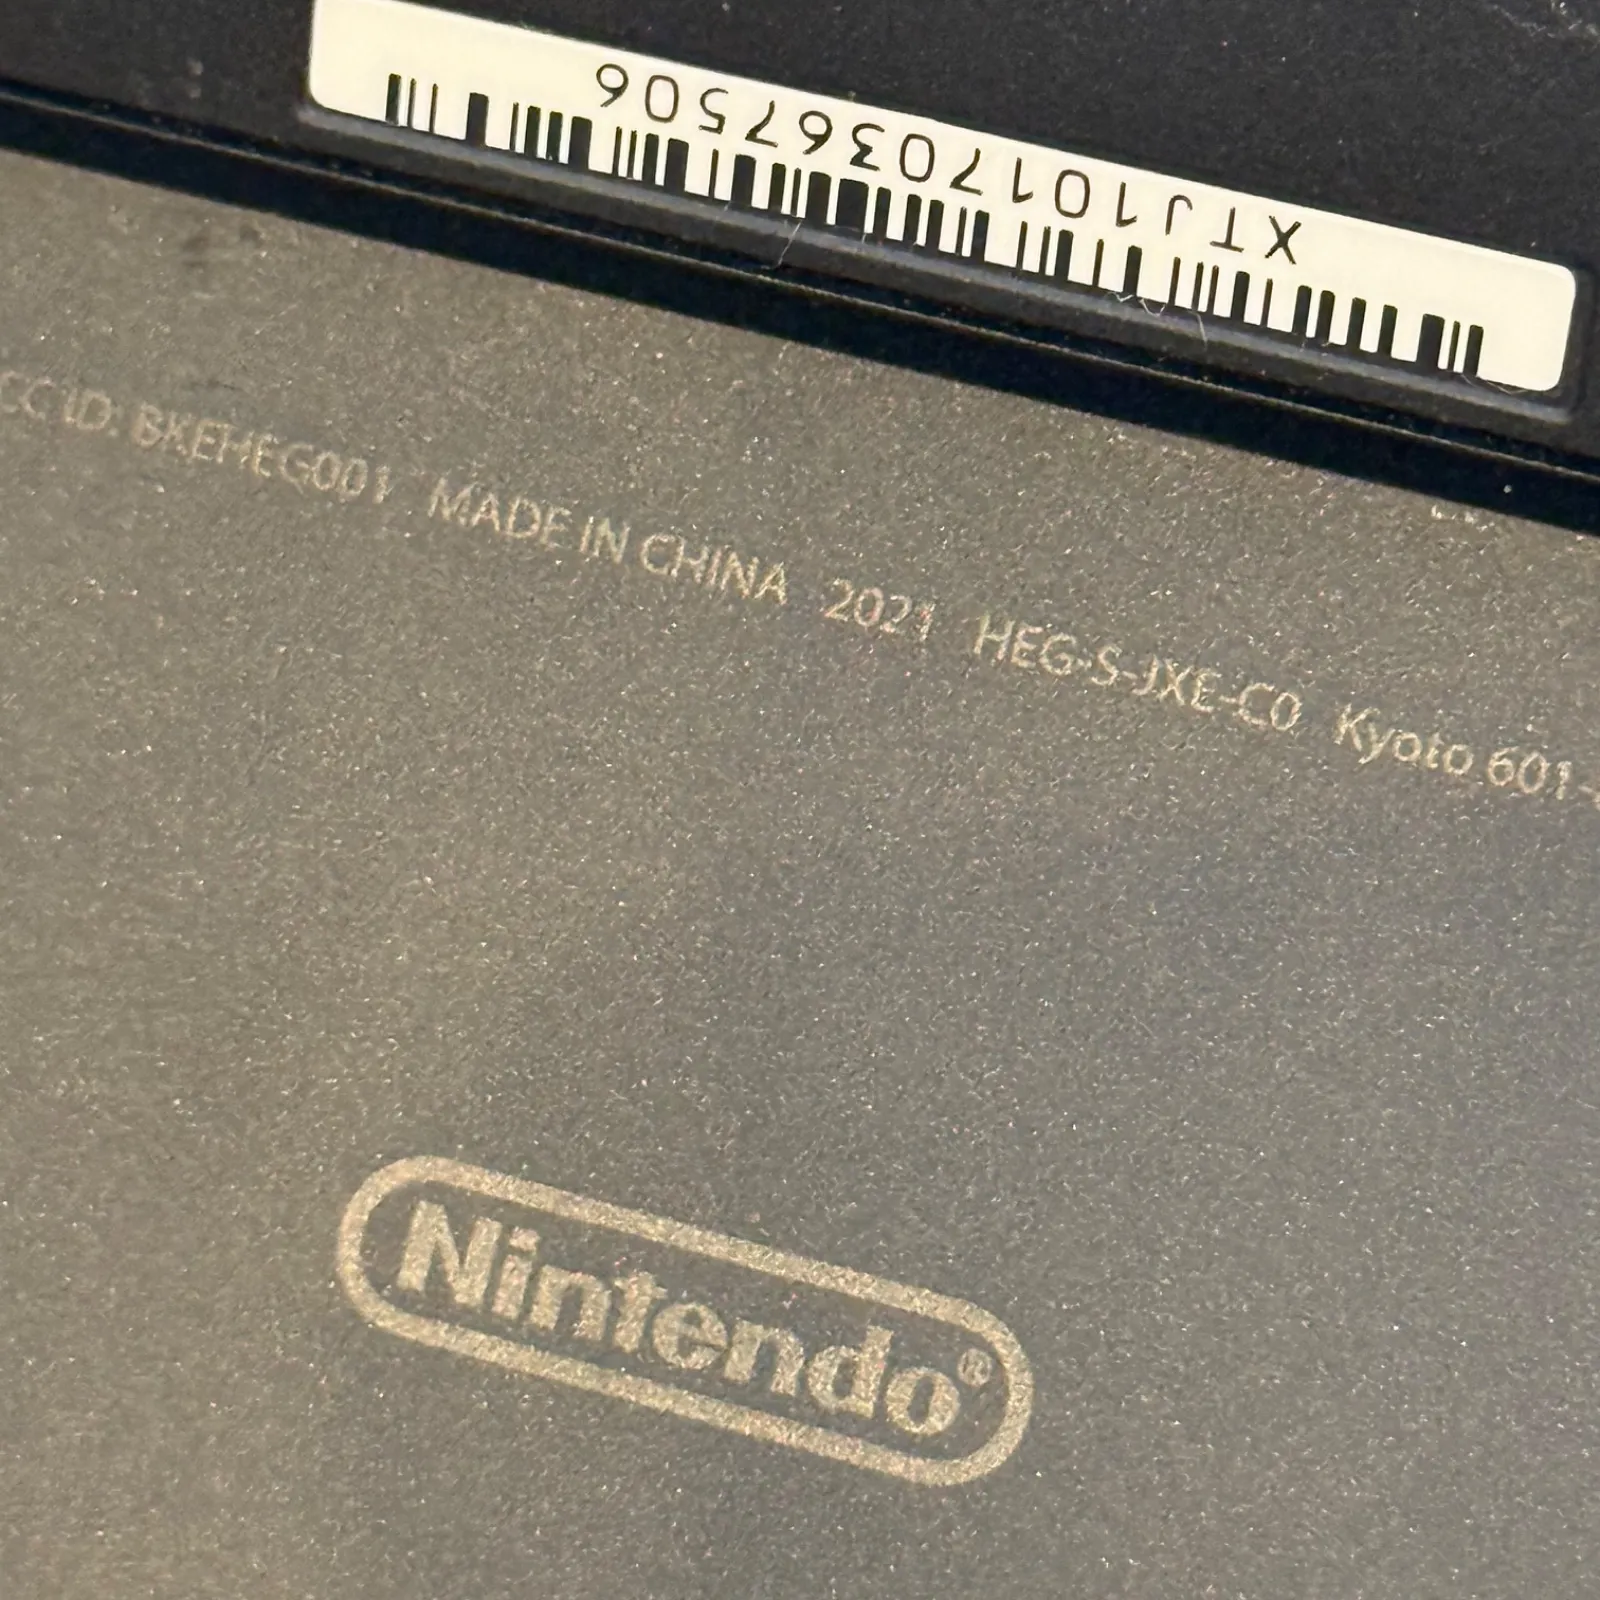 XTJ10170367506
CC ID: BKEHEG001 MADE IN CHINA 2021 HEG-S-JXE-C0 Kyoto 601-
Nintendo®